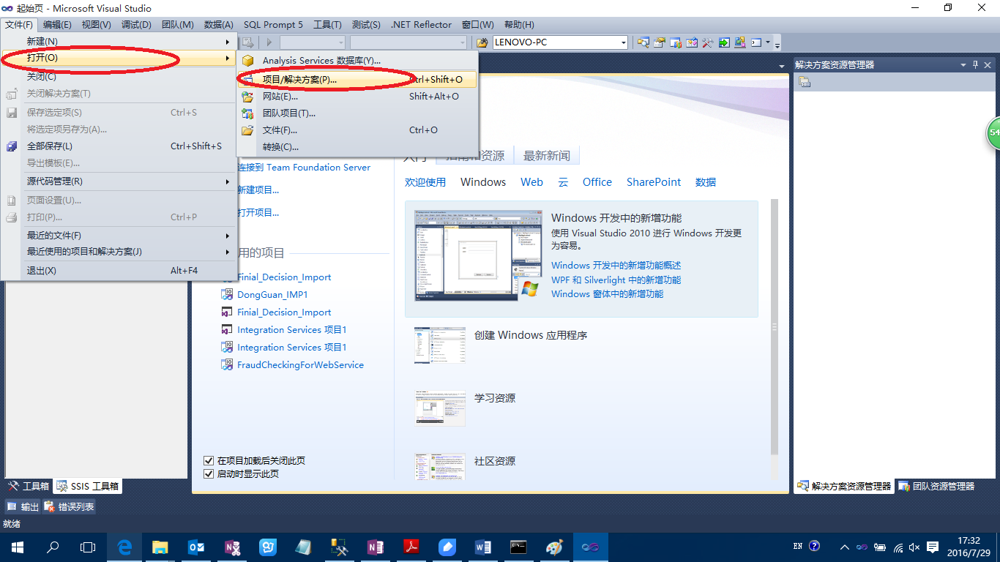 起始页 - Microsoft Visual Studio
文件(F) 编辑(E) 视图(V) 调试(D) 团队(M) 数据(A) SQL Prompt 5 工具(T) 测试(S) .NET Reflector 窗口(W) 帮助(H)
LENOVO-PC
新建(N)
打开(O)
关闭(C)
关闭解决方案(T)
保存选定项(S) Ctrl+S
将选定项另存为(A)...
全部保存(L) Ctrl+Shift+S
导出模板(E)...
源代码管理(R)
页面设置(U)...
打印(P)... Ctrl+P
最近的文件(F)
最近使用的项目和解决方案(J)
退出(X) Alt+F4
Analysis Services 数据库(Y)...
项目/解决方案(P)... Ctrl+Shift+O
网站(E)... Shift+Alt+O
团队项目(T)...
文件(F)... Ctrl+O
转换(C)...
连接到 Team Foundation Server
新建项目...
打开项目...
用的项目
Finial_Decision_Import
DongGuan_IMP1
Finial_Decision_Import
Integration Services 项目1
Integration Services 项目1
FraudCheckingForWebService
在项目加载后关闭此页
启动时显示此页
入门 指南和资源 最新新闻
欢迎使用 Windows Web 云 Office SharePoint 数据
Windows 开发中的新增功能
使用 Visual Studio 2010 进行 Windows 开发更
为容易。
Windows 开发中的新增功能概述
WPF 和 Silverlight 中的新增功能
Windows 窗体中的新增功能
创建 Windows 应用程序
学习资源
社区资源
解决方案资源管理器
54
工具箱 SSIS 工具箱
解决方案资源管理器 团队资源管理器
输出 错误列表
就绪
EN
17:32
2016/7/29